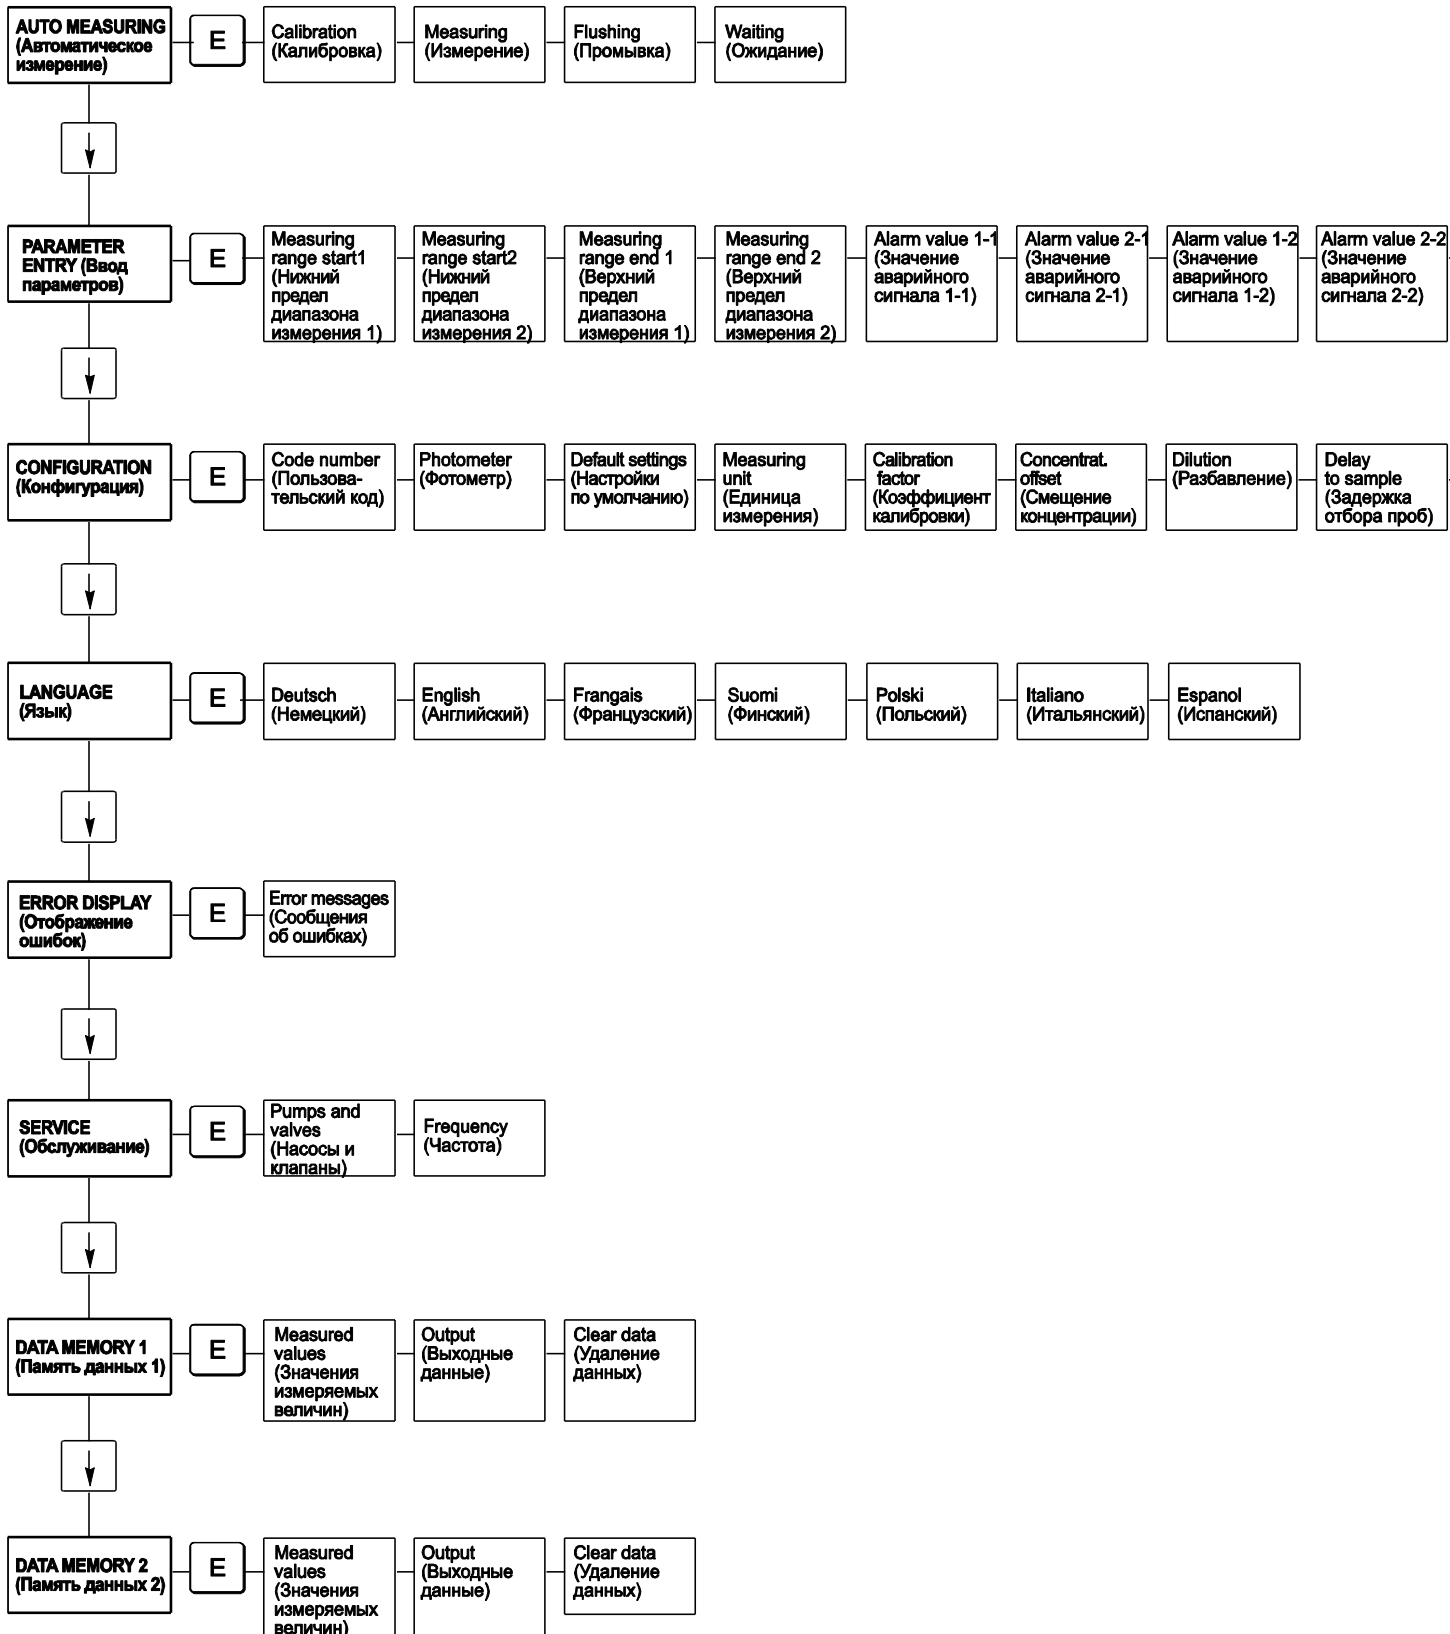 AUTO MEASURING
(Автоматическое
измерение)
E
Calibration
(Калибровка)
Measuring
(Измерение)
Flushing
(Промывка)
Waiting
(Ожидание)
PARAMETER
ENTRY (Ввод
параметров)
E
Measuring
range start1
(Нижний
предел
диапазона
измерения 1)
Measuring
range start2
(Нижний
предел
диапазона
измерения 2)
Measuring
range end 1
(Верхний
предел
диапазона
измерения 1)
Measuring
range end 2
(Верхний
предел
диапазона
измерения 2)
Alarm value 1-1
(Значение
аварийного
сигнала 1-1)
Alarm value 2-1
(Значение
аварийного
сигнала 2-1)
Alarm value 1-2
(Значение
аварийного
сигнала 1-2)
Alarm value 2-2
(Значение
аварийного
сигнала 2-2)
CONFIGURATION
(Конфигурация)
E
Code number
(Пользова-
тельский код)
Photometer
(Фотометр)
Default settings
(Настройки
по умолчанию)
Measuring
unit
(Единица
измерения)
Calibration
factor
(Коэффициент
калибровки)
Concentrat.
offset
(Смещение
концентрации)
Dilution
(Разбавление)
Delay
to sample
(Задержка
отбора проб)
LANGUAGE
(Язык)
E
Deutsch
(Немецкий)
English
(Английский)
Frangais
(Французский)
Suomi
(Финский)
Polski
(Польский)
Italiano
(Итальянский)
Espanol
(Испанский)
ERROR DISPLAY
(Отображение
ошибок)
E
Error messages
(Сообщения
об ошибках)
SERVICE
(Обслуживание)
E
Pumps and
valves
(Насосы и
клапаны)
Frequency
(Частота)
DATA MEMORY 1
(Память данных 1)
E
Measured
values
(Значения
измеряемых
величин)
Output
(Выходные
данные)
Clear data
(Удаление
данных)
DATA MEMORY 2
(Память данных 2)
E
Measured
values
(Значения
измеряемых
величин)
Output
(Выходные
данные)
Clear data
(Удаление
данных)